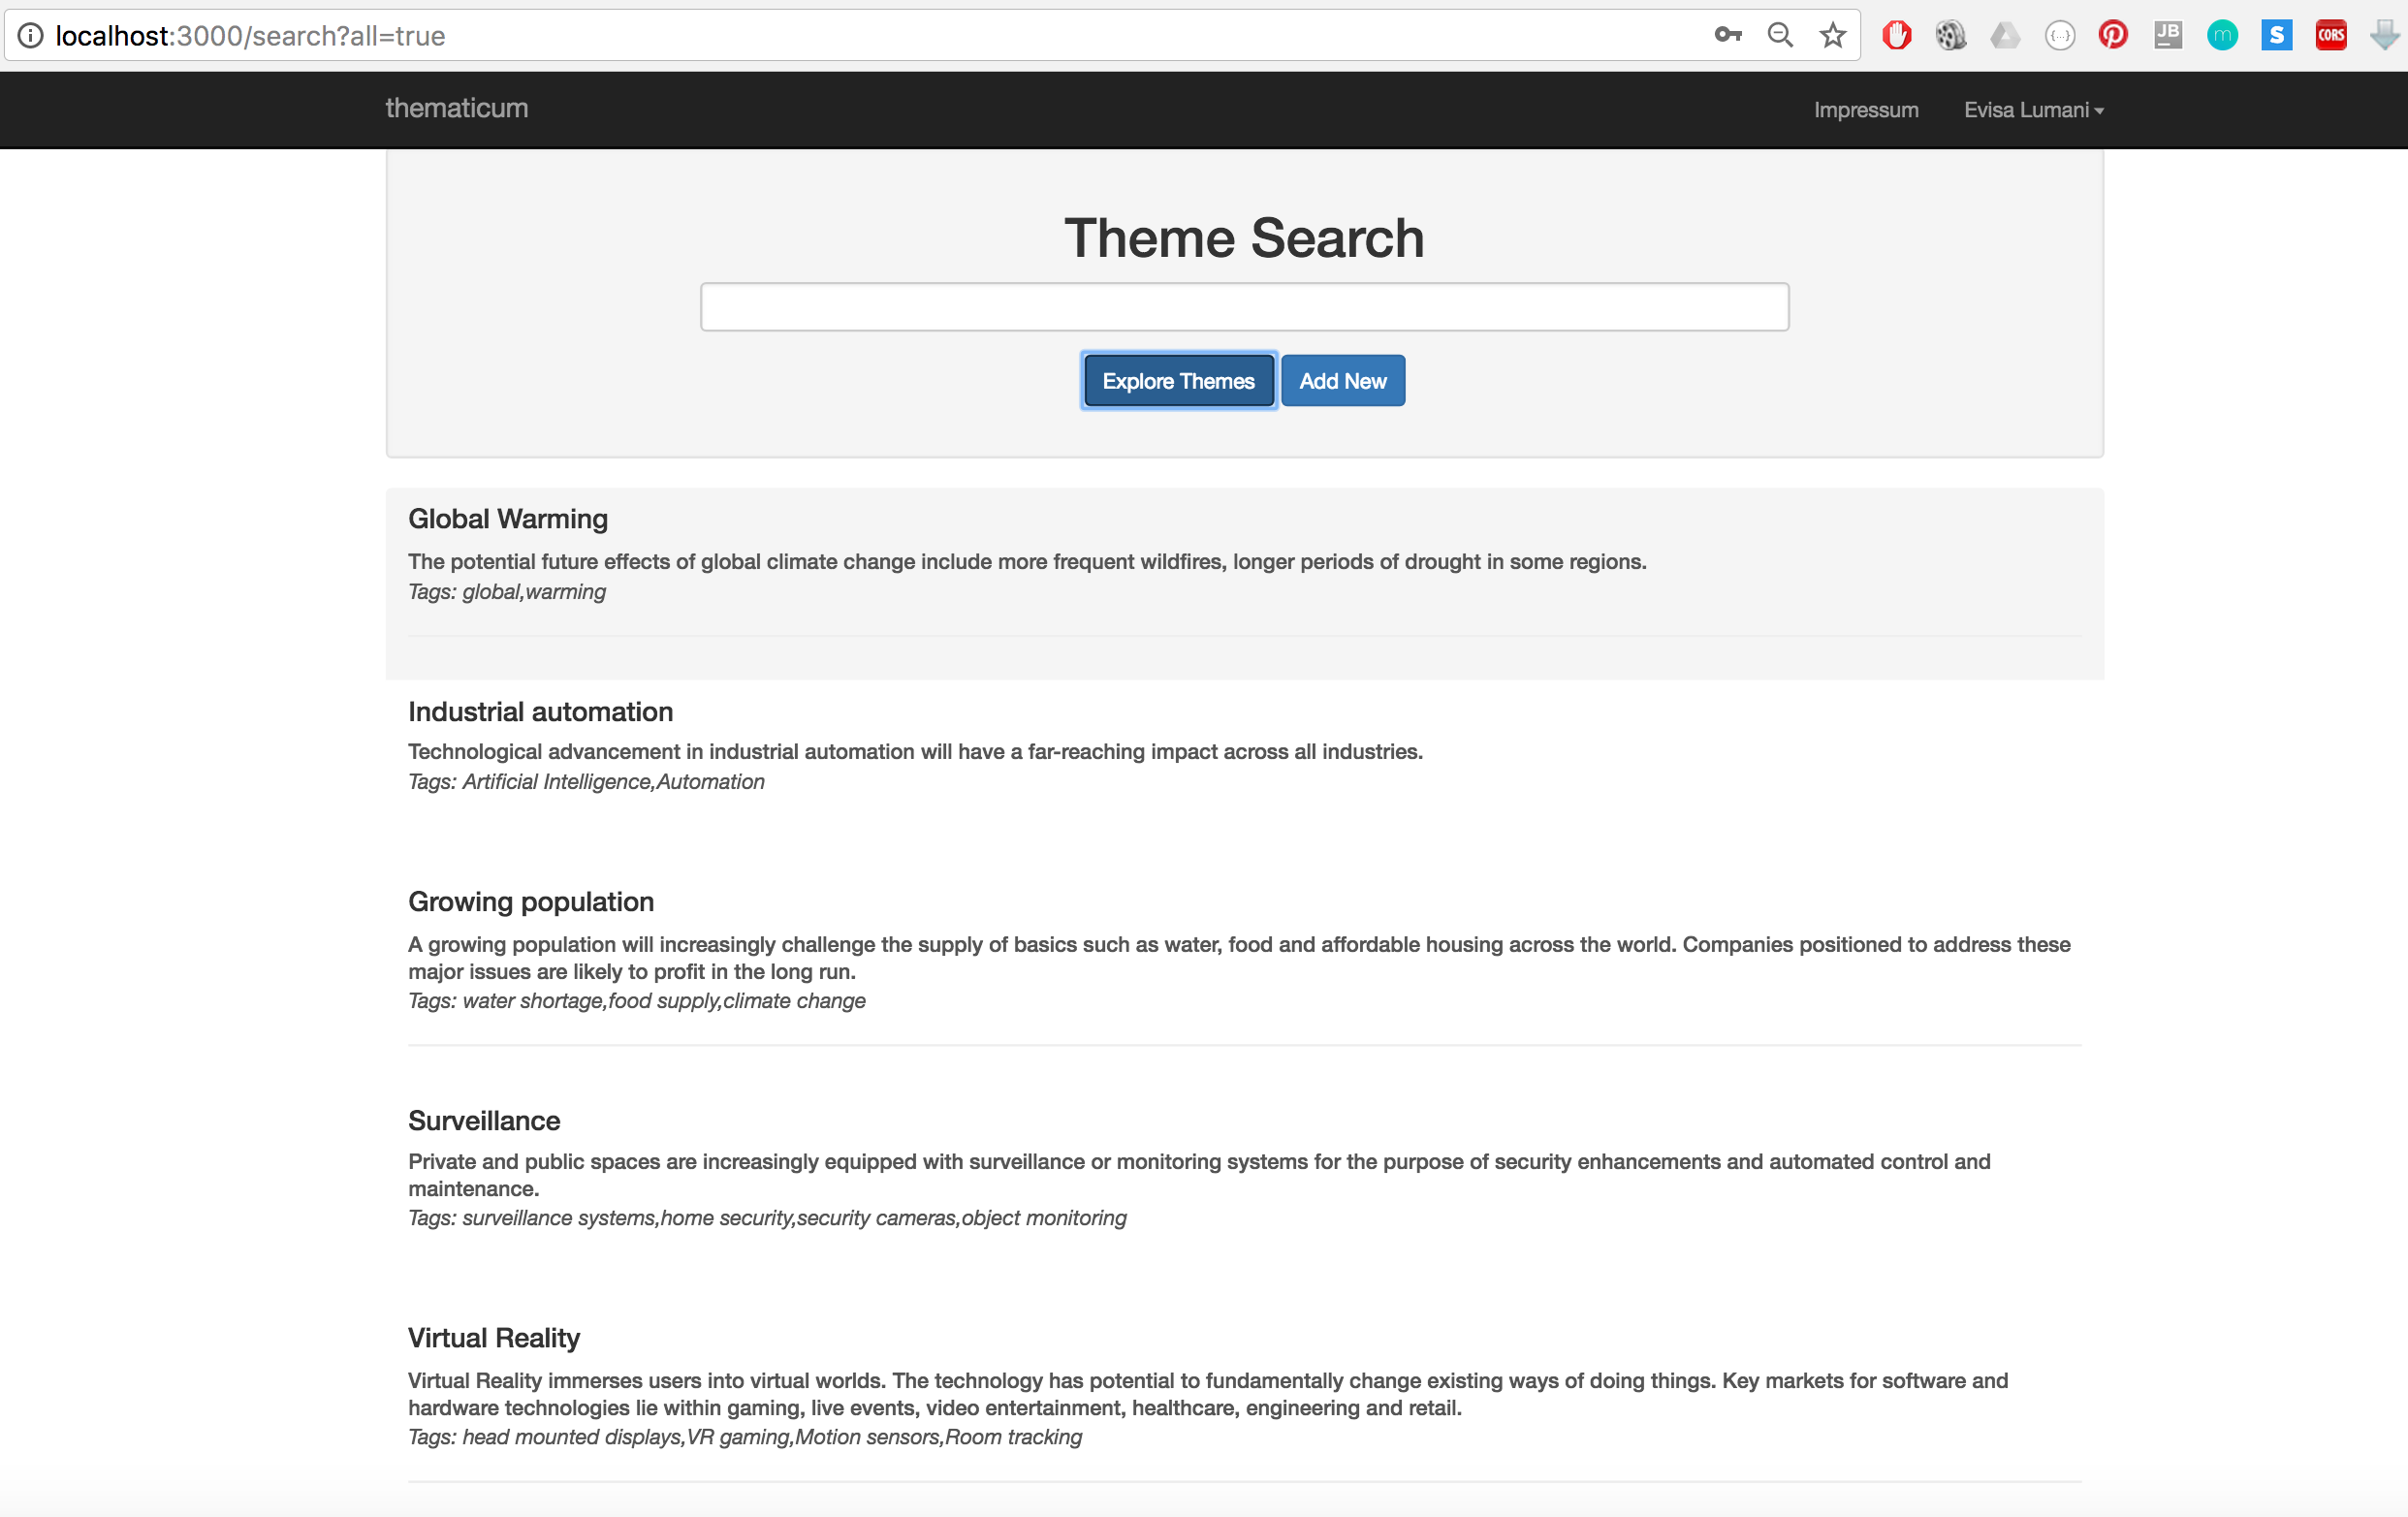 localhost:3000/search?all=true
{...} JB m S CORS
thematicum
Impressum Evisa Lumani
Theme Search
Explore Themes Add New
Global Warming
The potential future effects of global climate change include more frequent wildfires, longer periods of drought in some regions.
Tags: global,warming
Industrial automation
Technological advancement in industrial automation will have a far-reaching impact across all industries.
Tags: Artificial Intelligence,Automation
Growing population
A growing population will increasingly challenge the supply of basics such as water, food and affordable housing across the world. Companies positioned to address these
major issues are likely to profit in the long run.
Tags: water shortage,food supply,climate change
Surveillance
Private and public spaces are increasingly equipped with surveillance or monitoring systems for the purpose of security enhancements and automated control and
maintenance.
Tags: surveillance systems,home security,security cameras,object monitoring
Virtual Reality
Virtual Reality immerses users into virtual worlds. The technology has potential to fundamentally change existing ways of doing things. Key markets for software and
hardware technologies lie within gaming, live events, video entertainment, healthcare, engineering and retail.
Tags: head mounted displays,VR gaming,Motion sensors,Room tracking